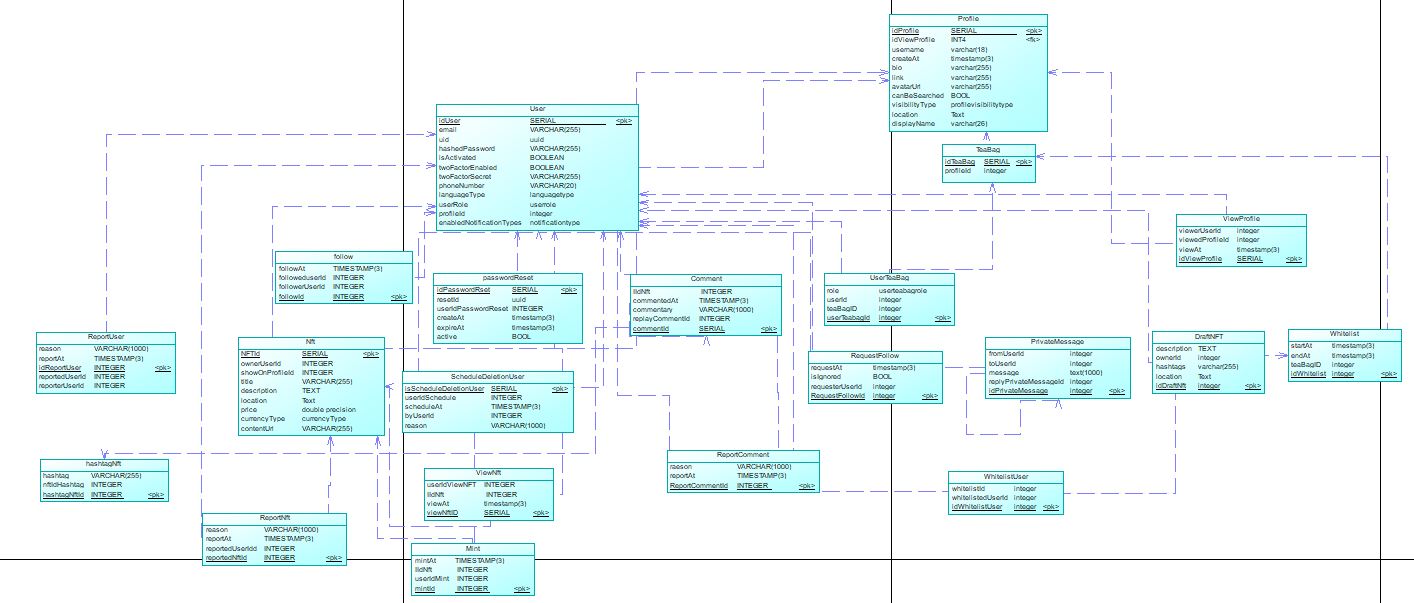 Profile
idProfile SERIAL <pk>
idViewProfile INT4 <fk>
username varchar(18)
createAt timestamp(3)
bio varchar(255)
link varchar(255)
avatarUrl varchar(255)
canBeSearched BOOL
visibilityType profilevisibilitytype
location Text
displayName varchar(26)
User
idUser SERIAL <pk>
email VARCHAR(255)
uid uuid
hashedPassword VARCHAR(255)
isActivated BOOLEAN
twoFactorEnabled BOOLEAN
twoFactorSecret VARCHAR(255)
phoneNumber VARCHAR(20)
languageType languagetype
userRole userrole
profileId integer
enabledNotificationTypes notificationtype
TeaBag
idTeaBag SERIAL <pk>
profileId integer
ViewProfile
viewerUserId integer
viewedProfileId integer
viewAt timestamp(3)
idViewProfile SERIAL <pk>
follow
followAt TIMESTAMP(3)
followeduserId INTEGER
followerUserId INTEGER
followId INTEGER <pk>
passwordReset
idPasswordRset SERIAL <pk>
resetId uuid
userIdPasswordReset INTEGER
createAt timestamp(3)
expireAt timestamp(3)
active BOOL
Comment
IIdNft INTEGER
commentedAt TIMESTAMP(3)
commentary VARCHAR(1000)
replayCommentId INTEGER
commentId SERIAL <pk>
UserTeaBag
role userteabagrole
userId integer
teaBagID integer
userTeabagId integer <pk>
ReportUser
reason VARCHAR(1000)
reportAt TIMESTAMP(3)
idReportUser INTEGER <pk>
reportedUserId INTEGER
reporterUserId INTEGER
Nft
NFTId SERIAL <pk>
ownerUserId INTEGER
showOnProfileId INTEGER
title VARCHAR(255)
description TEXT
location Text
price double precision
currencyType currencyType
contentUrl VARCHAR(255)
ScheduleDeletionUser
isScheduleDeletionUser SERIAL <pk>
userIdSchedule INTEGER
scheduleAt TIMESTAMP(3)
byUserId INTEGER
reason VARCHAR(1000)
RequestFollow
requestAt timestamp(3)
isIgnored BOOL
requesterUserId integer
RequestFollowId integer <pk>
PrivateMessage
fromUserId integer
toUserId integer
message text(1000)
replyPrivateMessageId integer
idPrivateMessage integer <pk>
DraftNFT
description TEXT
ownerId integer
hashtags varchar(255)
location Text
idDraftNft integer <pk>
Whitelist
startAt timestamp(3)
endAt timestamp(3)
teaBagID integer
idWhitelist integer <pk>
hashtagNft
hashtag VARCHAR(255)
nftIdHashtag INTEGER
hashtagNftId INTEGER <pk>
ViewNft
userIdViewNFT INTEGER
IIdNft INTEGER
viewAt timestamp(3)
viewNftID SERIAL <pk>
ReportComment
raeson VARCHAR(1000)
reportAt TIMESTAMP(3)
ReportCommentId INTEGER <pk>
WhitelistUser
whitelistId integer
whitelistedUserId integer
idWhitelistUser integer <pk>
ReportNft
reason VARCHAR(1000)
reportAt TIMESTAMP(3)
reportedUserIdd INTEGER
reportedNftId INTEGER <pk>
Mint
mintAt TIMESTAMP(3)
IIdNft INTEGER
userIdMint INTEGER
mintId INTEGER <pk>